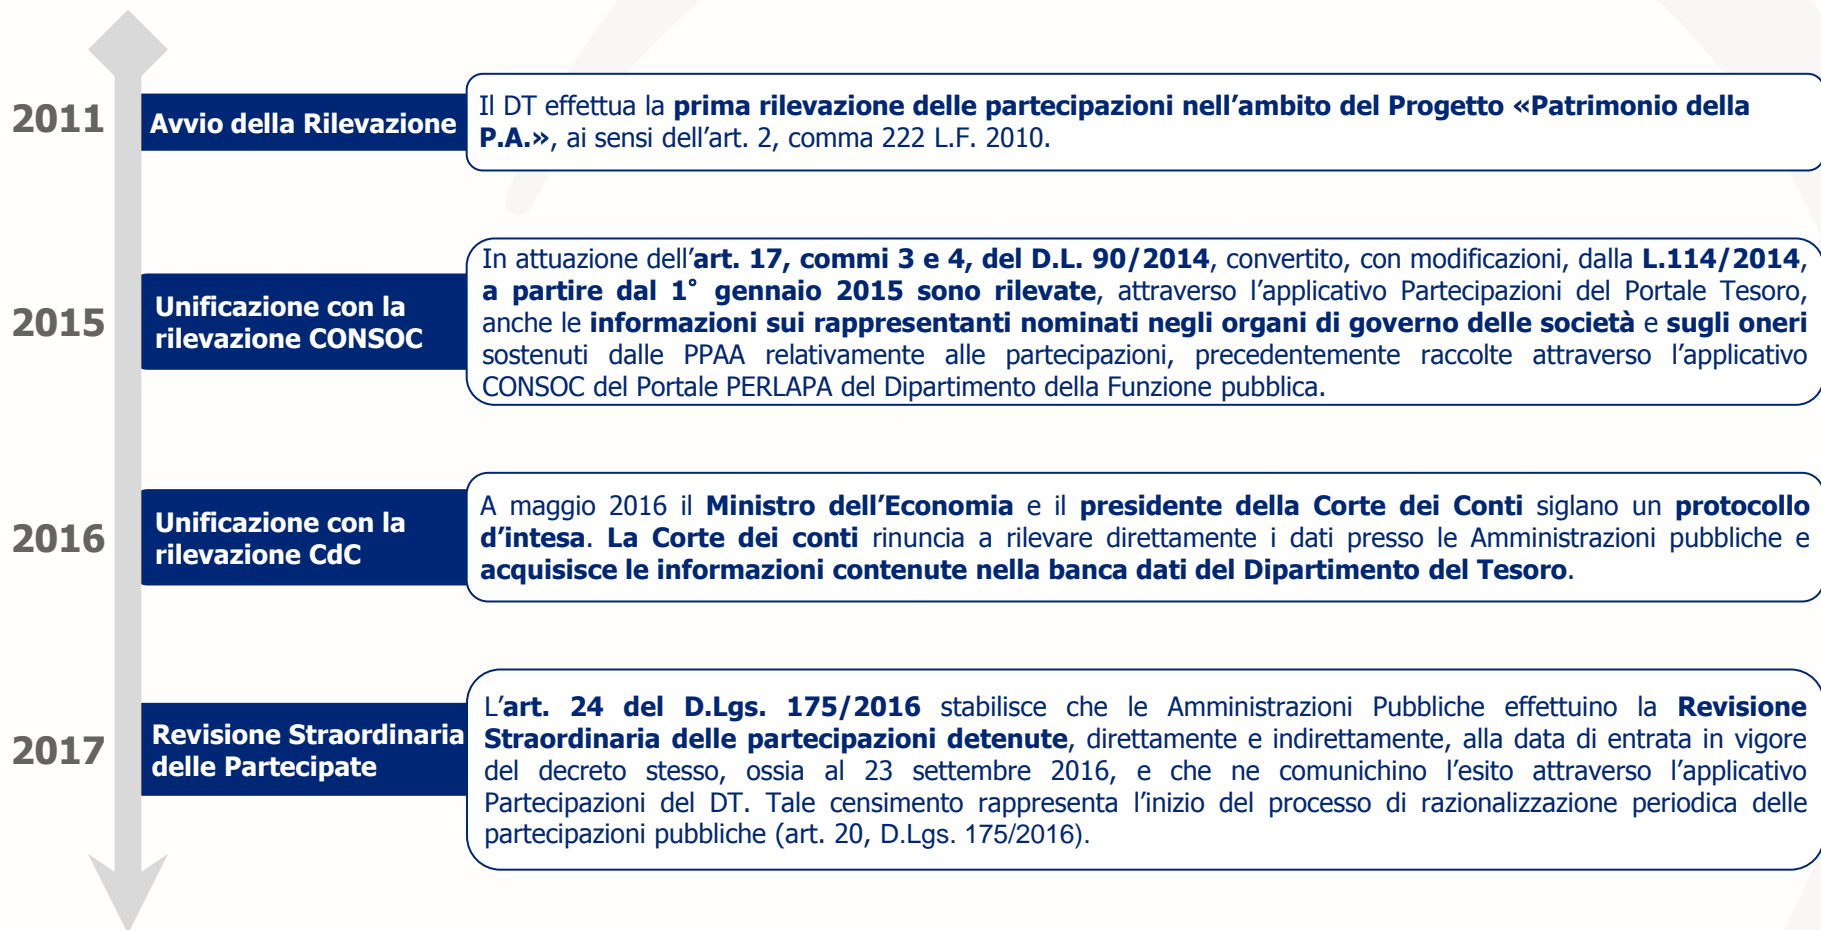 2011
Avvio della Rilevazione
Il DT effettua la prima rilevazione delle partecipazioni nell’ambito del Progetto «Patrimonio della
P.A.», ai sensi dell’art. 2, comma 222 L.F. 2010.
2015
Unificazione con la
rilevazione CONSOC
In attuazione dell’art. 17, commi 3 e 4, del D.L. 90/2014, convertito, con modificazioni, dalla L.114/2014,
a partire dal 1° gennaio 2015 sono rilevate, attraverso l’applicativo Partecipazioni del Portale Tesoro,
anche le informazioni sui rappresentanti nominati negli organi di governo delle società e sugli oneri
sostenuti dalle PPAA relativamente alle partecipazioni, precedentemente raccolte attraverso l’applicativo
CONSOC del Portale PERLAPA del Dipartimento della Funzione pubblica.
2016
Unificazione con la
rilevazione CdC
A maggio 2016 il Ministro dell’Economia e il presidente della Corte dei Conti siglano un protocollo
d’intesa. La Corte dei conti rinuncia a rilevare direttamente i dati presso le Amministrazioni pubbliche e
acquisisce le informazioni contenute nella banca dati del Dipartimento del Tesoro.
2017
Revisione Straordinaria
delle Partecipate
L’art. 24 del D.Lgs. 175/2016 stabilisce che le Amministrazioni Pubbliche effettuino la Revisione
Straordinaria delle partecipazioni detenute, direttamente e indirettamente, alla data di entrata in vigore
del decreto stesso, ossia al 23 settembre 2016, e che ne comunichino l’esito attraverso l’applicativo
Partecipazioni del DT. Tale censimento rappresenta l’inizio del processo di razionalizzazione periodica delle
partecipazioni pubbliche (art. 20, D.Lgs. 175/2016).